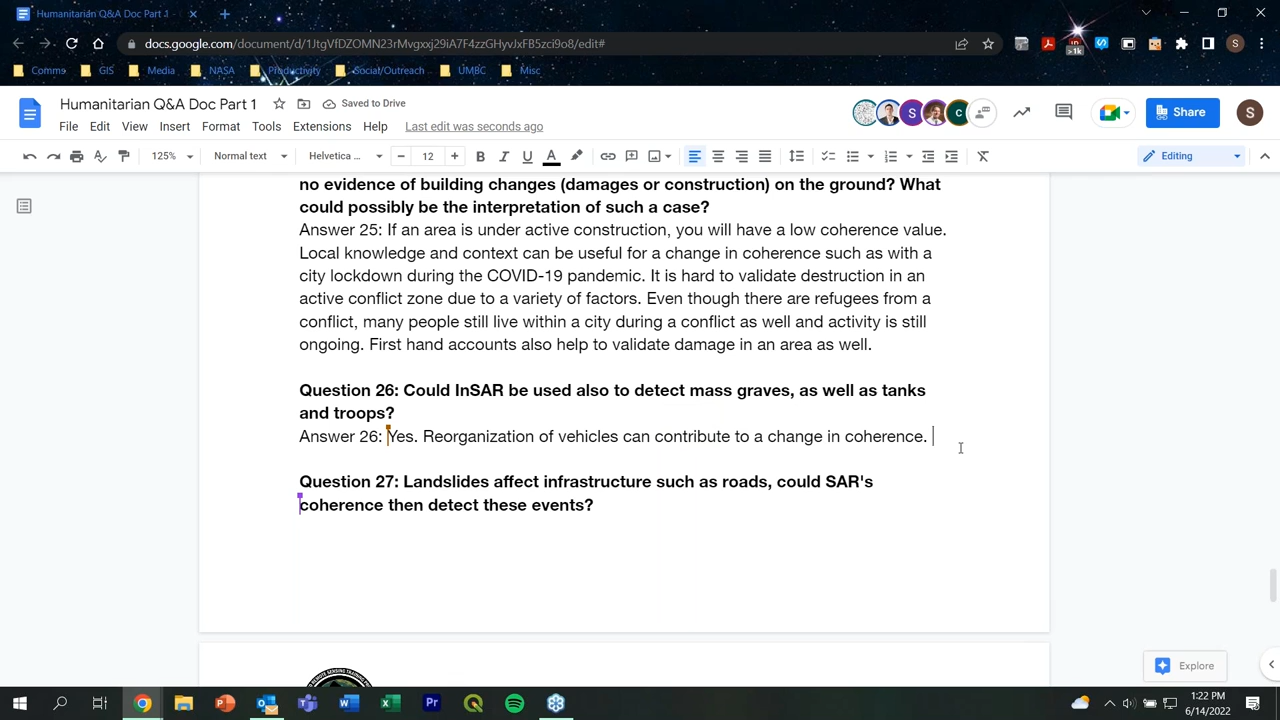 Humanitarian Q&A Doc Part 1
docs.google.com/document/d/1JtgVfDZOMN23rMvgxxj29iA7F4zzGHyvJxFB5zci9o8/edit#
>1k
S
Comms GIS Media NASA Productivity Social/Outreach UMBC Misc
Humanitarian Q&A Doc Part 1 Saved to Drive
S C Share S
File Edit View Insert Format Tools Extensions Help Last edit was seconds ago
125% Normal text Helvetica ... 12 B I U A Editing
no evidence of building changes (damages or construction) on the ground? What
could possibly be the interpretation of such a case?
Answer 25: If an area is under active construction, you will have a low coherence value.
Local knowledge and context can be useful for a change in coherence such as with a
city lockdown during the COVID-19 pandemic. It is hard to validate destruction in an
active conflict zone due to a variety of factors. Even though there are refugees from a
conflict, many people still live within a city during a conflict as well and activity is still
ongoing. First hand accounts also help to validate damage in an area as well.
Question 26: Could InSAR be used also to detect mass graves, as well as tanks
and troops?
Answer 26: Yes. Reorganization of vehicles can contribute to a change in coherence.
Question 27: Landslides affect infrastructure such as roads, could SAR's
coherence then detect these events?
Explore
1:22 PM
6/14/2022